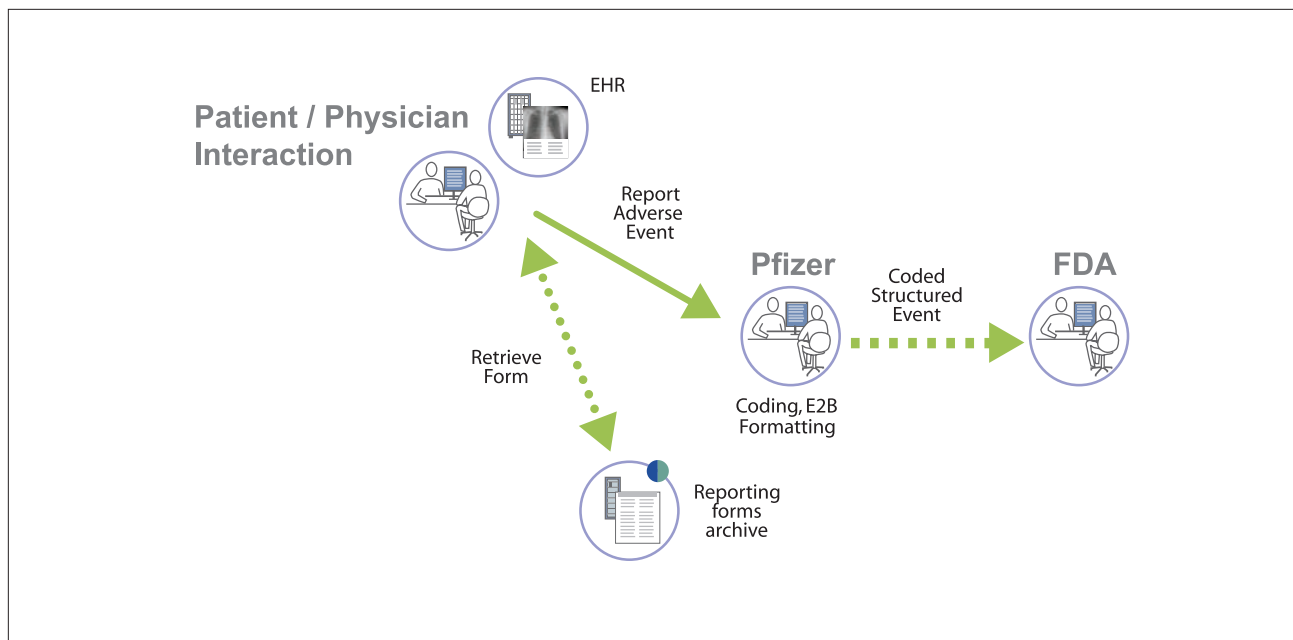 EHR
Patient / Physician
Interaction
Report
Adverse
Event
Pfizer
FDA
Coded
Structured
Event
Retrieve
Form
Coding, E2B
Formatting
Reporting
forms
archive